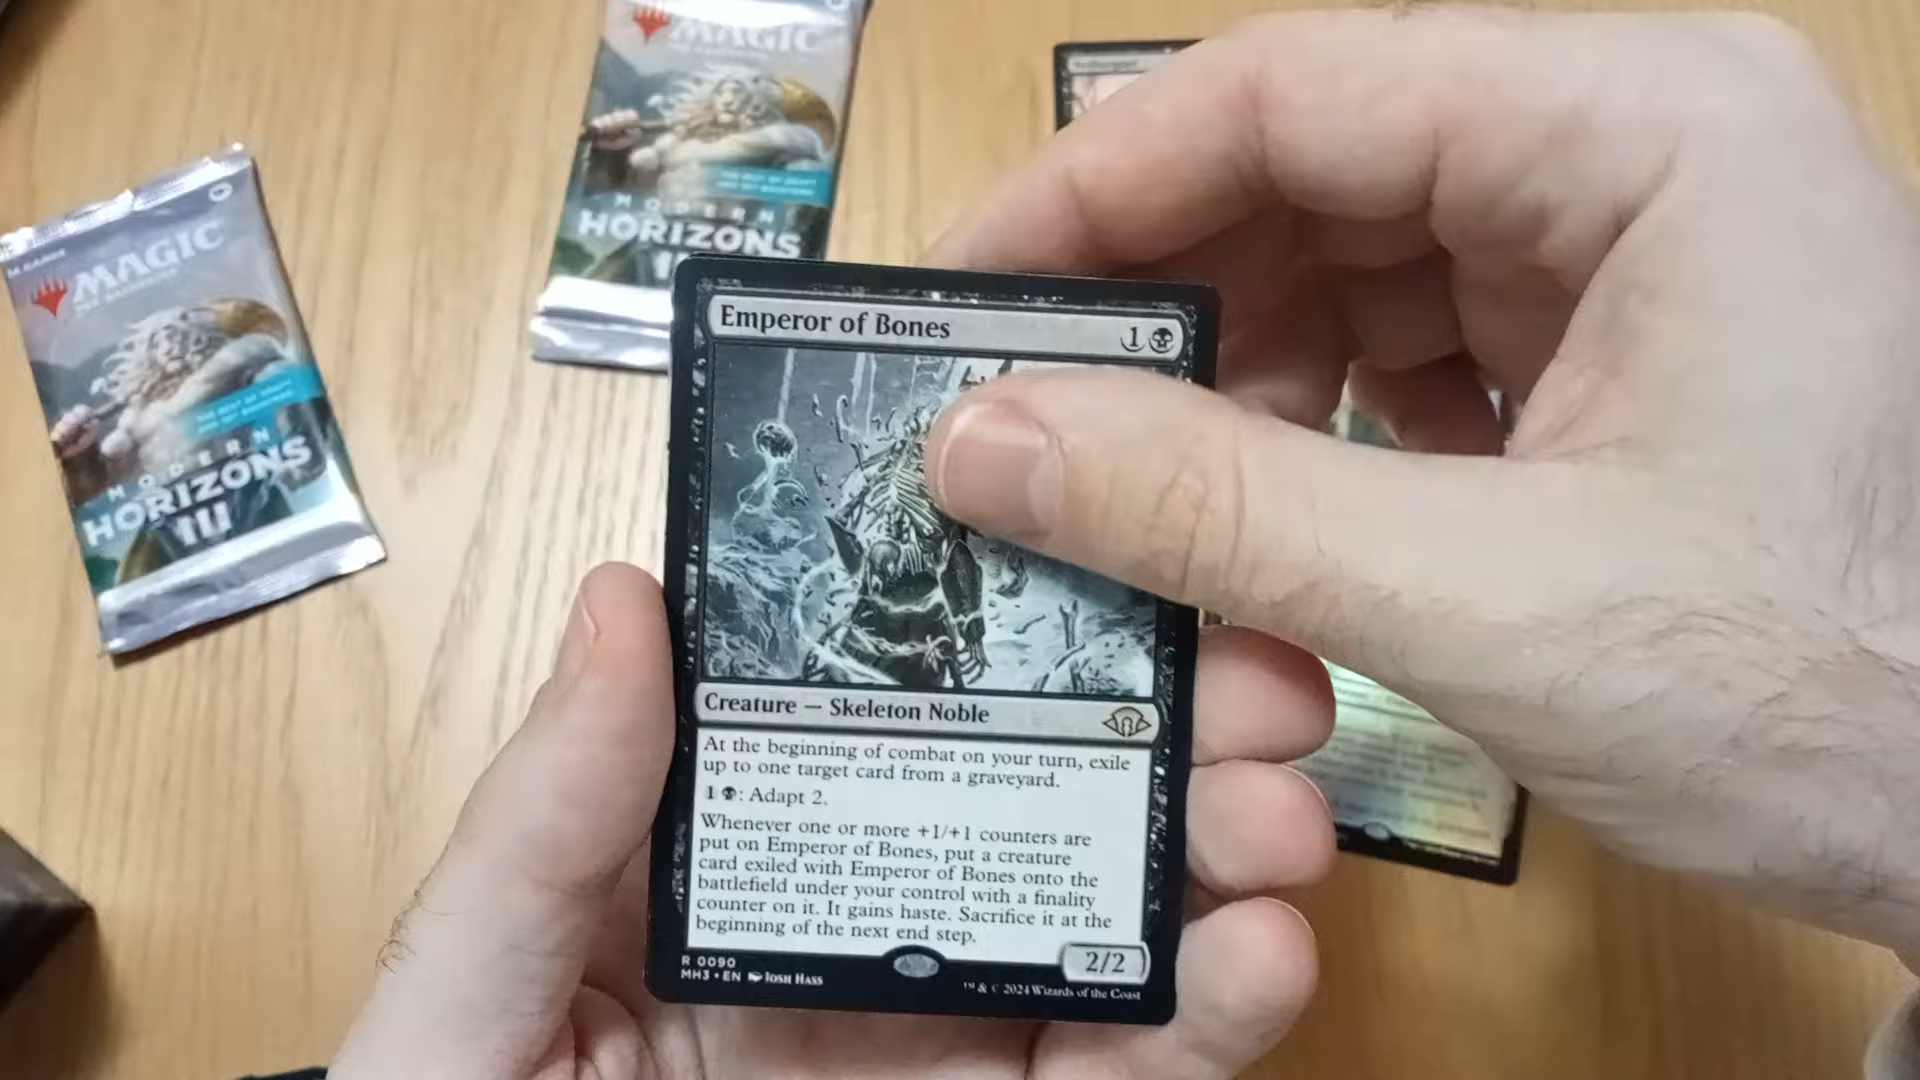 MAGIC
MODERN
HORIZONS
MAGIC
MODERN
HORIZONS
III
Emperor of Bones
1
Creature — Skeleton Noble
At the beginning of combat on your turn, exile
up to one target card from a graveyard.
1 : Adapt 2.
Whenever one or more +1/+1 counters are
put on Emperor of Bones, put a creature
card exiled with Emperor of Bones onto the
battlefield under your control with a finality
counter on it. It gains haste. Sacrifice it at the
beginning of the next end step.
2/2
R 0090
MH3 • EN JOSH HASS
™ & © 2024 Wizards of the Coast